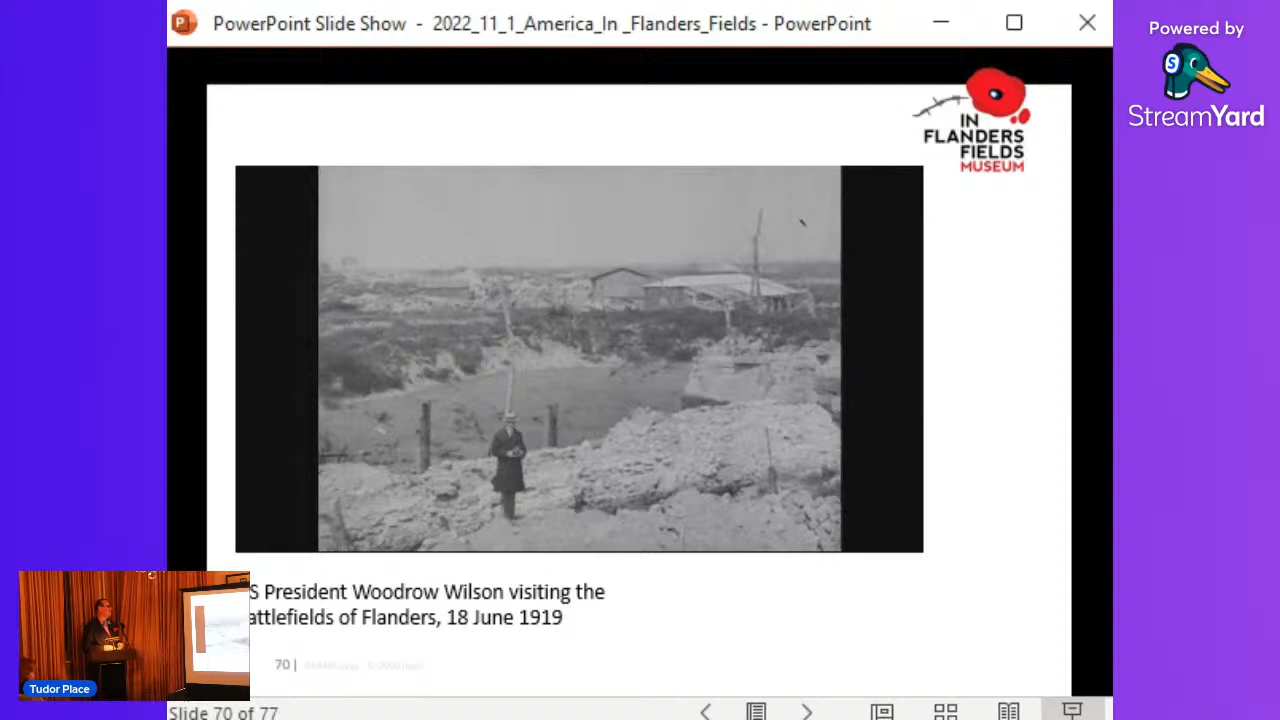 PowerPoint Slide Show - 2022_11_1_America_In _Flanders_Fields - PowerPoint
Powered by
StreamYard
IN
FLANDERS
FIELDS
MUSEUM
S President Woodrow Wilson visiting the
attlefields of Flanders, 18 June 1919
70 |
Tudor Place
Slide 70 of 77